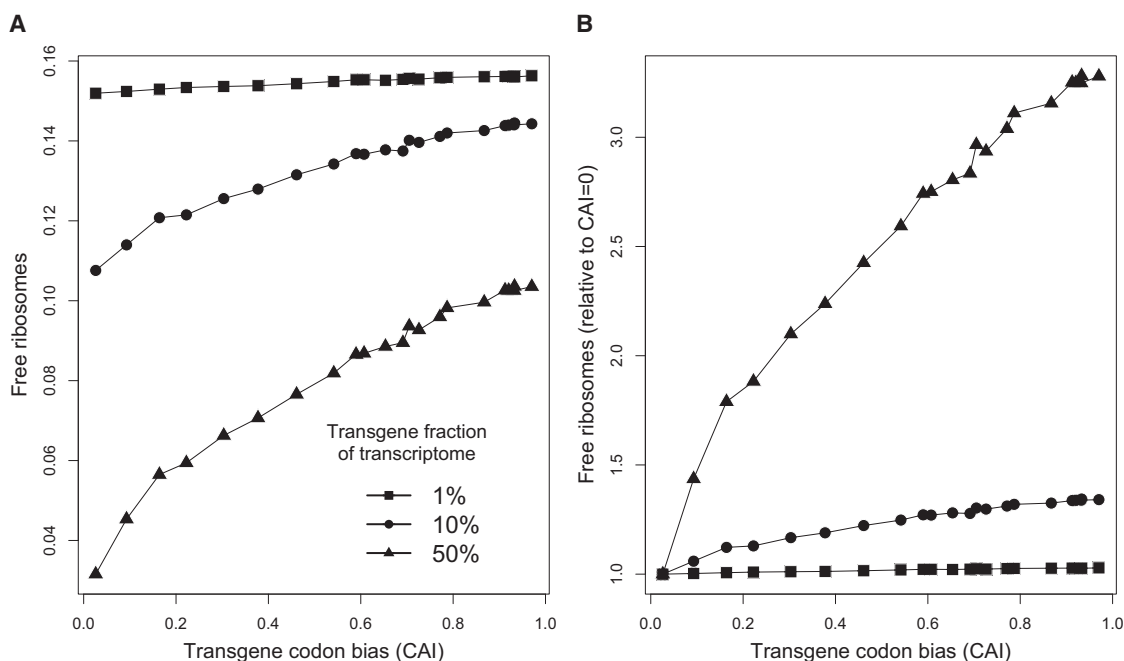 A
B
0.16
0.14
0.12
0.10
0.08
0.06
0.04
Free ribosomes
Transgene fraction
of transcriptome
1%
10%
50%
0.0 0.2 0.4 0.6 0.8 1.0
Transgene codon bias (CAI)
3.0
2.5
2.0
1.5
1.0
Free ribosomes (relative to CAI=0)
0.0 0.2 0.4 0.6 0.8 1.0
Transgene codon bias (CAI)